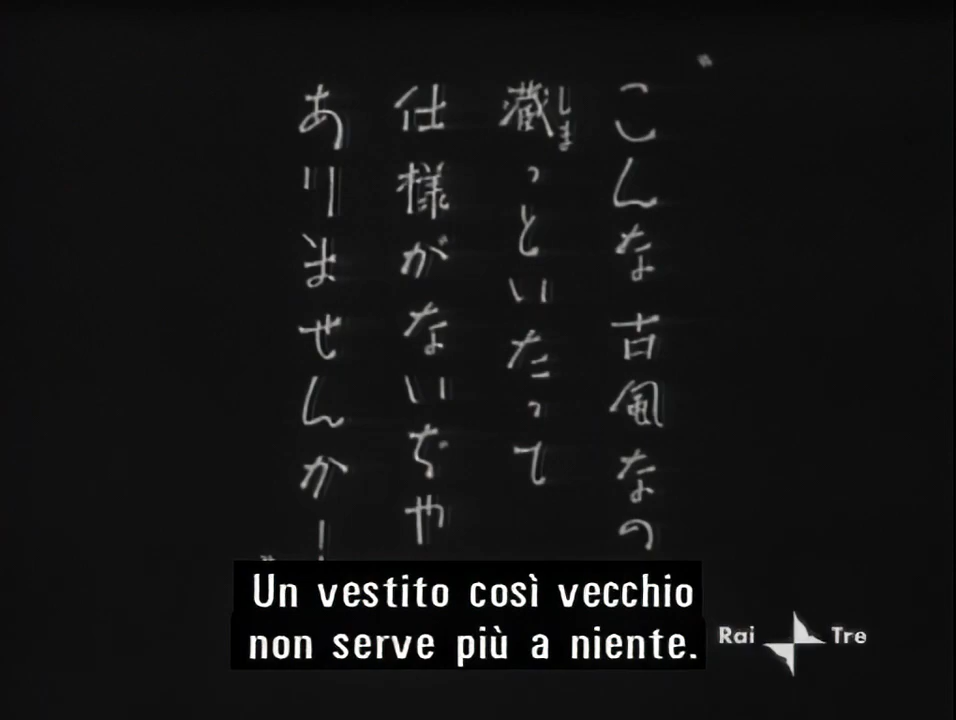 〝こんな古風なの
蔵っといたって
しま
仕様がないぢや
ありませんか！〟
Un vestito così vecchio
non serve più a niente.
Rai Tre